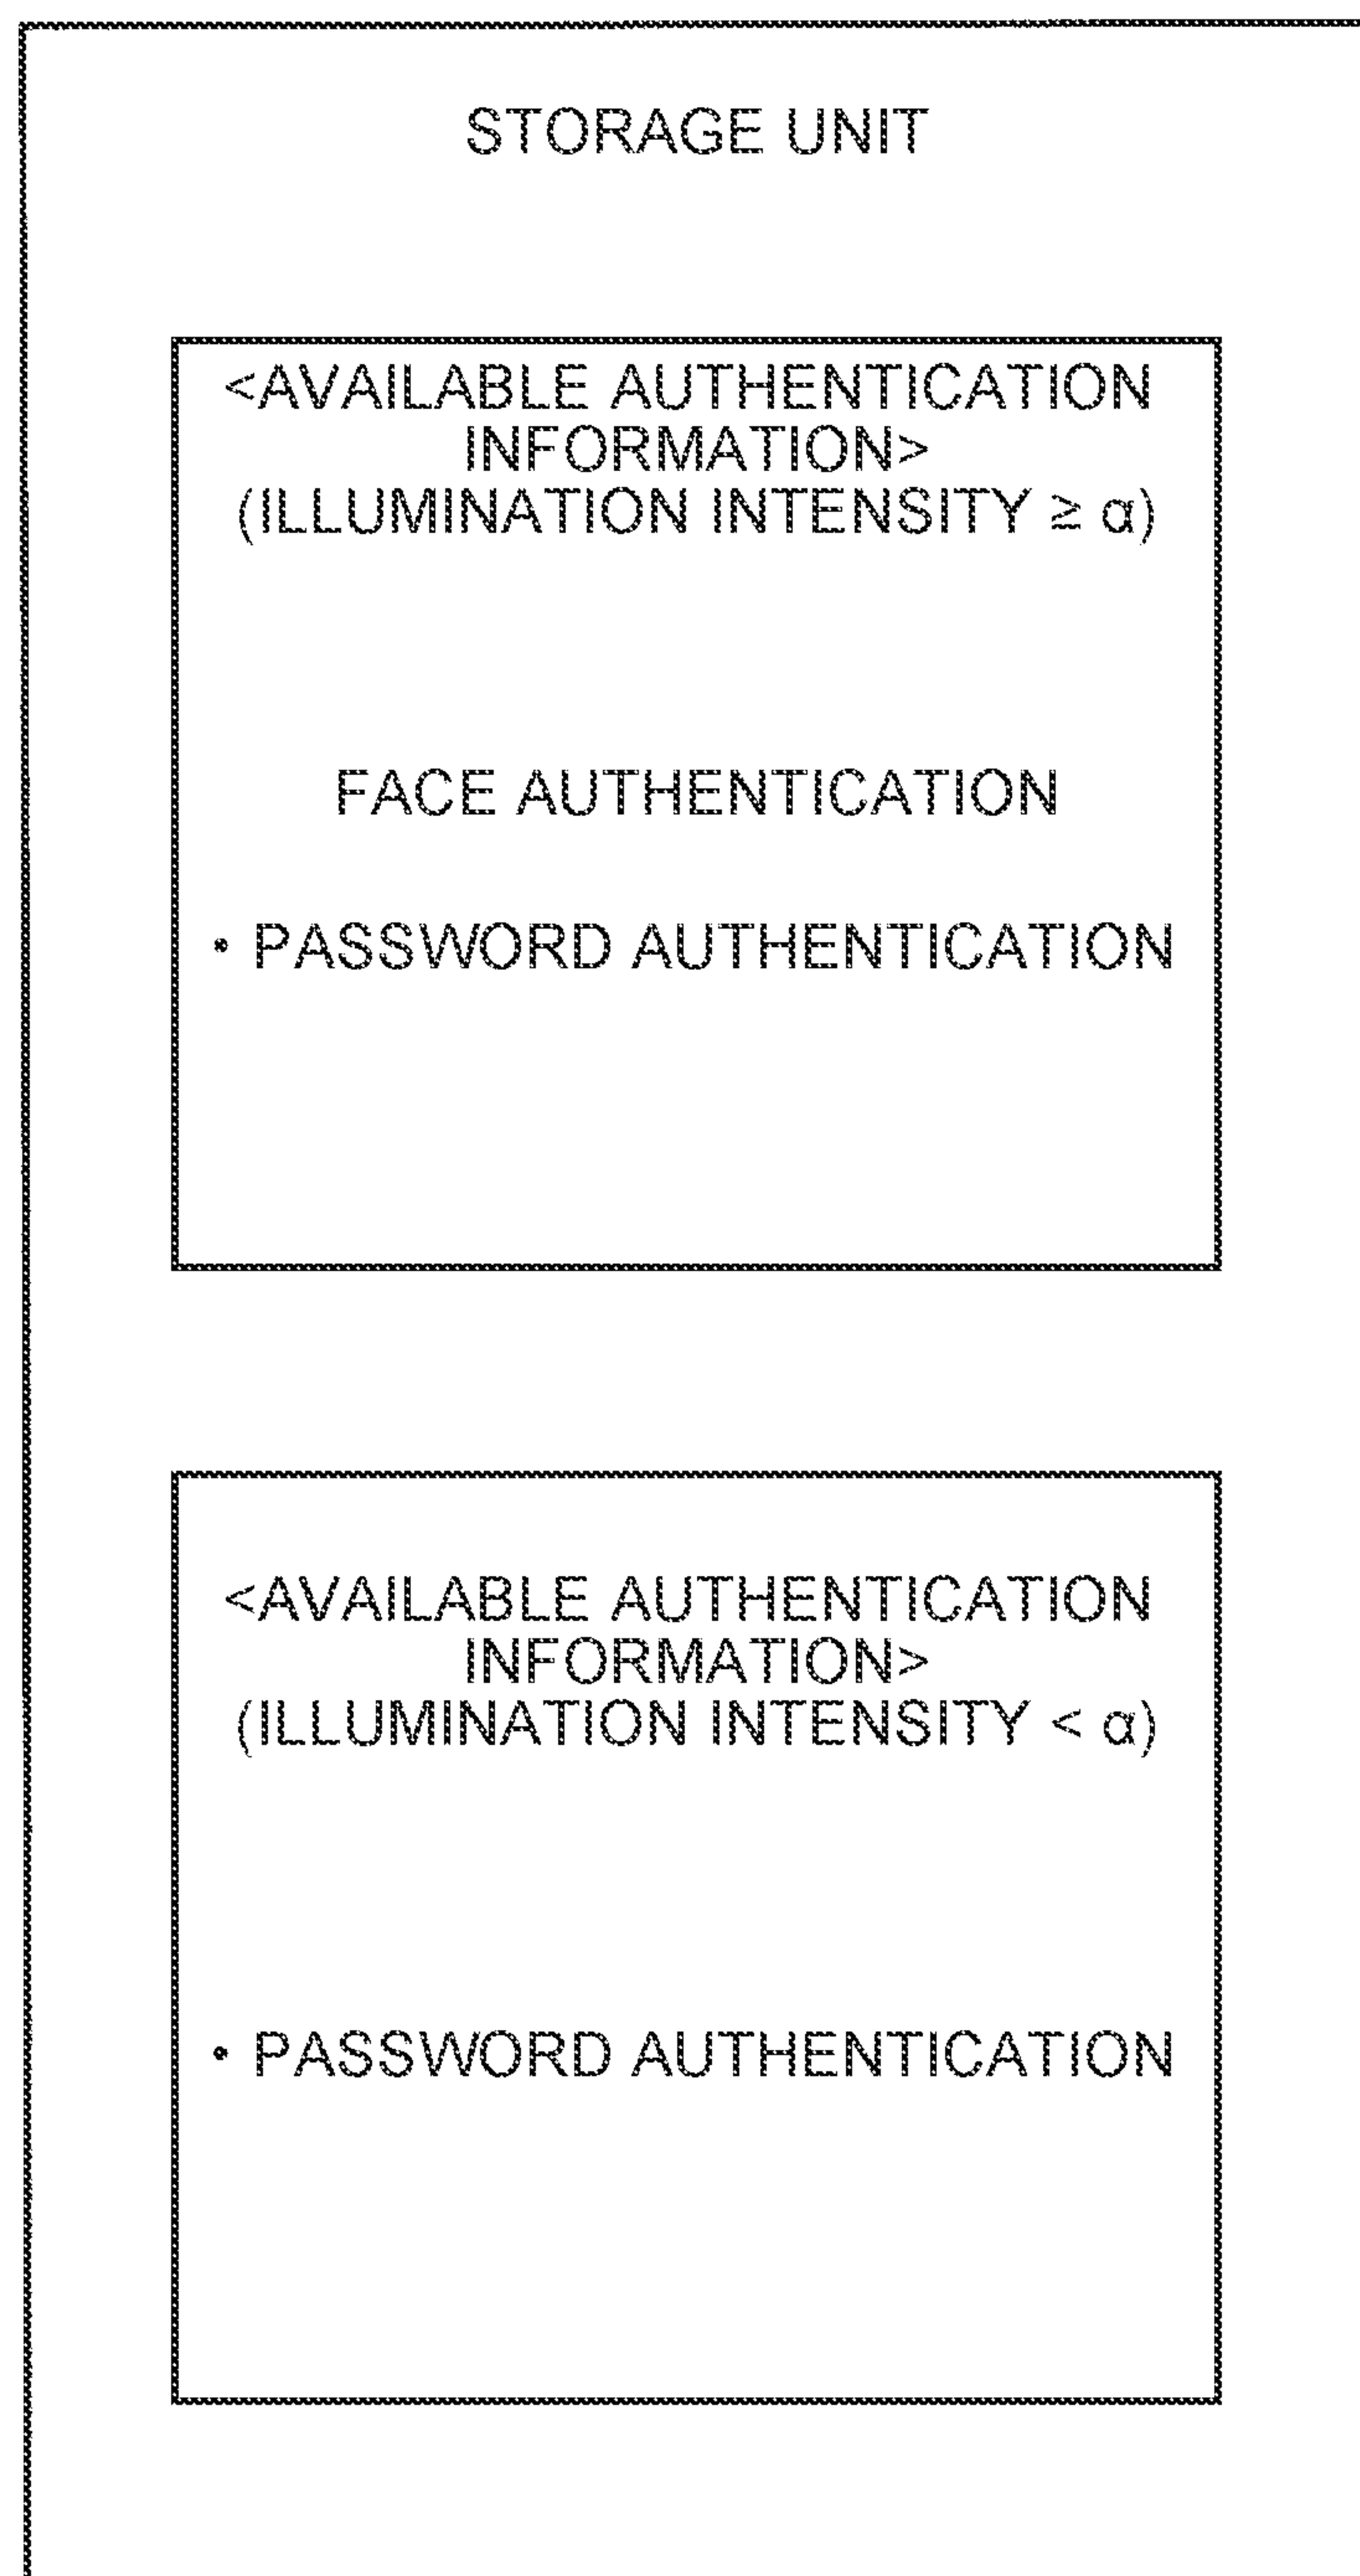 STORAGE UNIT
<AVAILABLE AUTHENTICATION
INFORMATION>
(ILLUMINATION INTENSITY ≥ α)
FACE AUTHENTICATION
• PASSWORD AUTHENTICATION
<AVAILABLE AUTHENTICATION
INFORMATION>
(ILLUMINATION INTENSITY < α)
• PASSWORD AUTHENTICATION